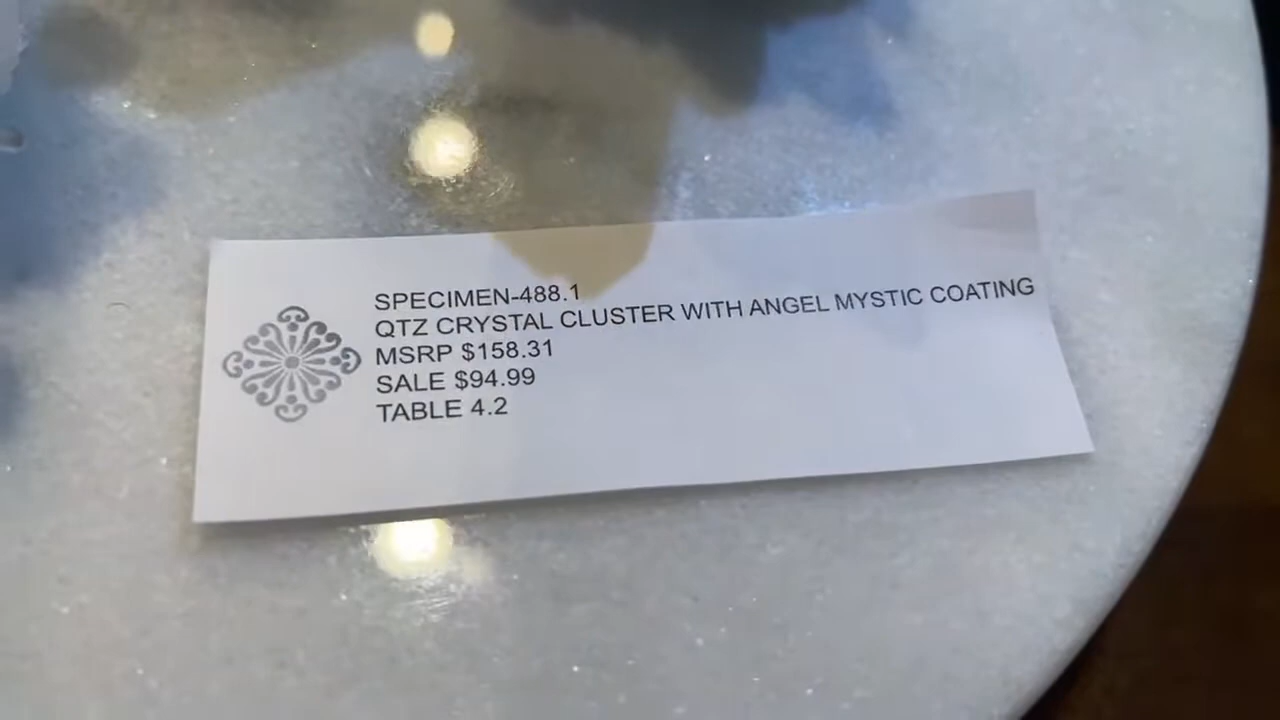 SPECIMEN-488.1
QTZ CRYSTAL CLUSTER WITH ANGEL MYSTIC COATING
MSRP $158.31
SALE $94.99
TABLE 4.2